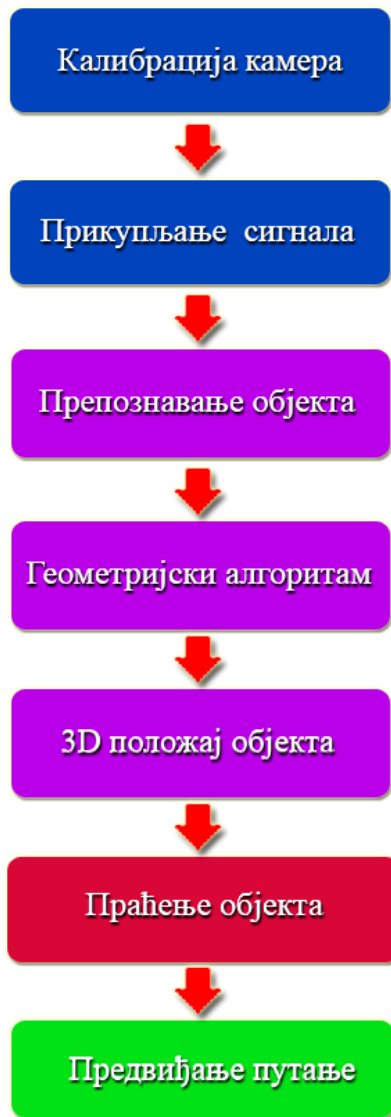 Калибрација камера
Прикупљање сигнала
Препознавање објекта
Геометријски алгоритам
3D положај објекта
Праћење објекта
Предвиђање путање